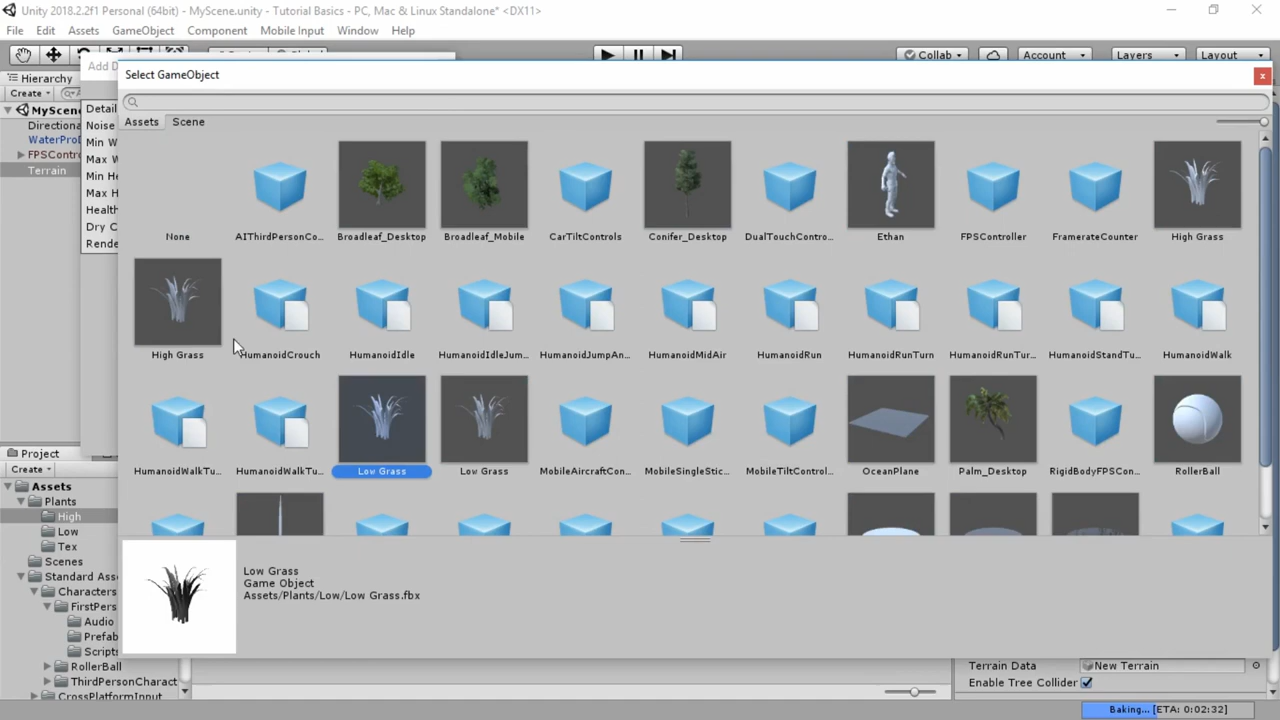 Unity 2018.2.2f1 Personal (64bit) - MyScene.unity - Tutorial Basics - PC, Mac & Linux Standalone* <DX11>
File Edit Assets GameObject Component Mobile Input Window Help
Collab Account Layers Layout
Hierarchy
Create
MyScene
Directional
WaterProD
FPSContro
Terrain
Add D
Detail
Noise
Min W
Max W
Min He
Max H
Health
Dry C
Rende
Select GameObject
Assets Scene
None AIThirdPersonCo... Broadleaf_Desktop Broadleaf_Mobile CarTiltControls Conifer_Desktop DualTouchContro... Ethan FPSController FramerateCounter High Grass
High Grass HumanoidCrouch HumanoidIdle HumanoidIdleJum... HumanoidJumpAn... HumanoidMidAir HumanoidRun HumanoidRunTurn HumanoidRunTur... HumanoidStandTu... HumanoidWalk
HumanoidWalkTu... HumanoidWalkTu... Low Grass Low Grass MobileAircraftCon... MobileSingleStic... MobileTiltControl... OceanPlane Palm_Desktop RigidBodyFPSCon... RollerBall
Low Grass
Game Object
Assets/Plants/Low/Low Grass.fbx
Project
Create
Assets
Plants
High
Low
Tex
Scenes
Standard Asse
Characters
FirstPers
Audio
Prefab
Scripts
RollerBall
ThirdPersonCharact
CrossPlatformInput
Terrain Data New Terrain
Enable Tree Collider
Baking... [ETA: 0:02:32]